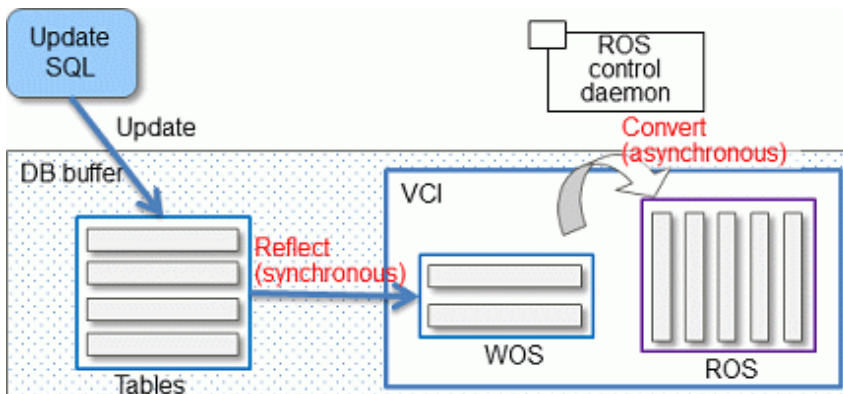 Update
SQL
ROS
control
daemon
Update
Convert
(asynchronous)
DB buffer
VCI
Reflect
(synchronous)
WOS
ROS
Tables